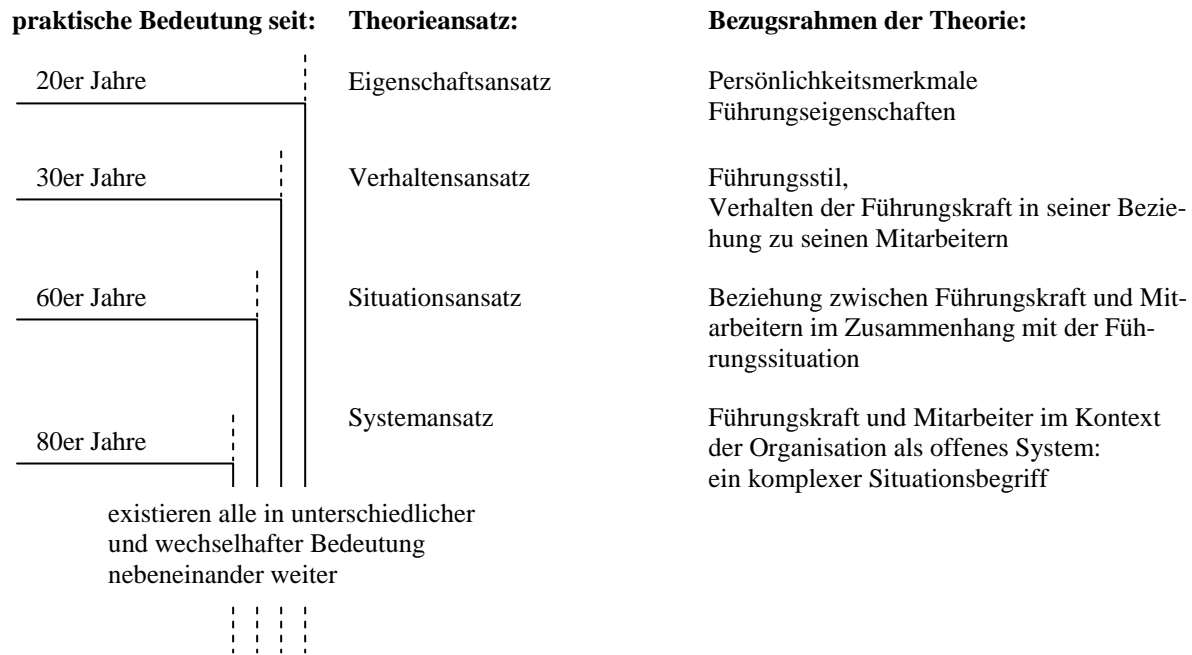 praktische Bedeutung seit: Theorieansatz: Bezugsrahmen der Theorie:
20er Jahre Eigenschaftsansatz Persönlichkeitsmerkmale
Führungseigenschaften
30er Jahre Verhaltensansatz Führungsstil,
Verhalten der Führungskraft in seiner Bezie-
hung zu seinen Mitarbeitern
60er Jahre Situationsansatz Beziehung zwischen Führungskraft und Mit-
arbeitern im Zusammenhang mit der Füh-
rungssituation
80er Jahre Systemansatz Führungskraft und Mitarbeiter im Kontext
der Organisation als offenes System:
ein komplexer Situationsbegriff
existieren alle in unterschiedlicher
und wechselhafter Bedeutung
nebeneinander weiter